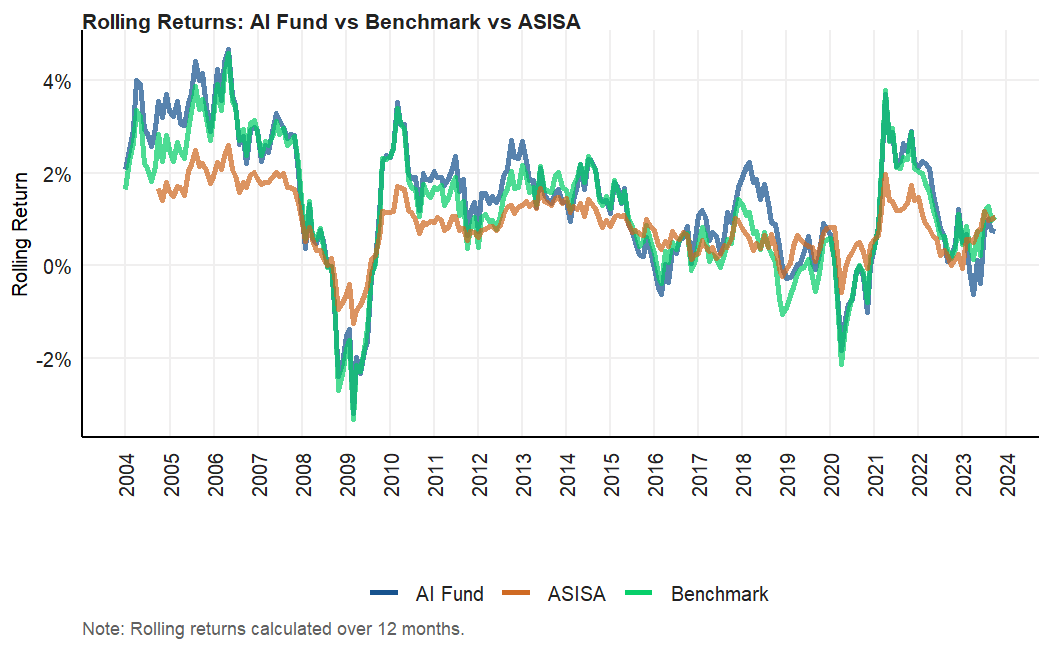 Rolling Returns: AI Fund vs Benchmark vs ASISA
Rolling Return
4%
2%
0%
-2%
2004 2005 2006 2007 2008 2009 2010 2011 2012 2013 2014 2015 2016 2017 2018 2019 2020 2021 2022 2023 2024
AI Fund ASISA Benchmark
Note: Rolling returns calculated over 12 months.